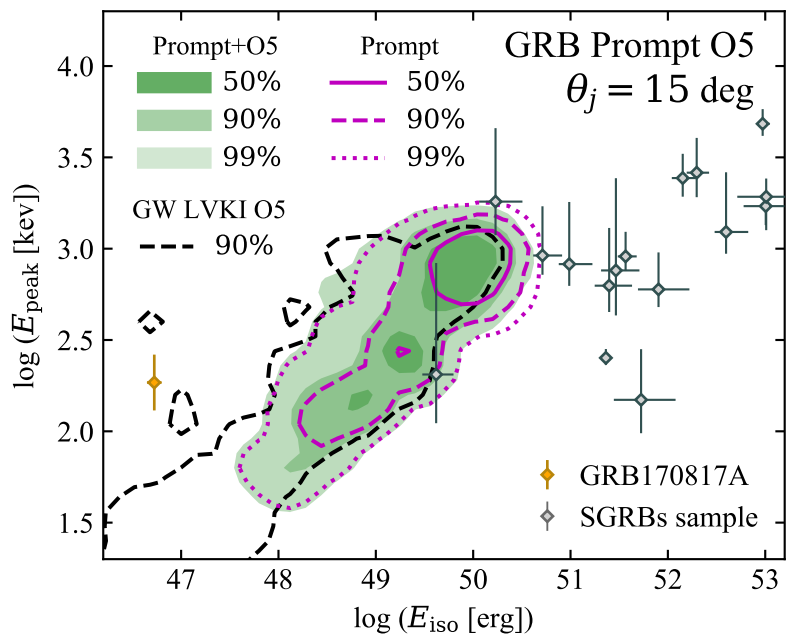 GRB Prompt O5
θj = 15 deg
Prompt+O5
50%
90%
99%
Prompt
50%
90%
99%
GW LVKI O5
90%
GRB170817A
SGRBs sample
log (Epeak [kev])
4.0
3.5
3.0
2.5
2.0
1.5
47 48 49 50 51 52 53
log (Eiso [erg])